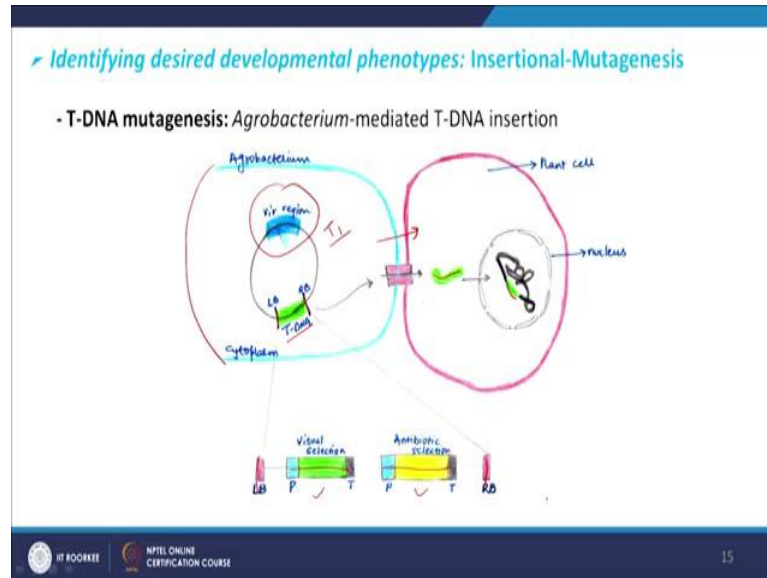 Identifying desired developmental phenotypes: Insertional-Mutagenesis
- T-DNA mutagenesis: Agrobacterium-mediated T-DNA insertion
Agrobacterium
Plant cell
Vir region
Ti
nucleus
LB RB
T-DNA
Cytoplasm
Visual selection
Antibiotic selection
LB P T P T RB
IIT ROORKEE
NPTEL ONLINE
CERTIFICATION COURSE
15